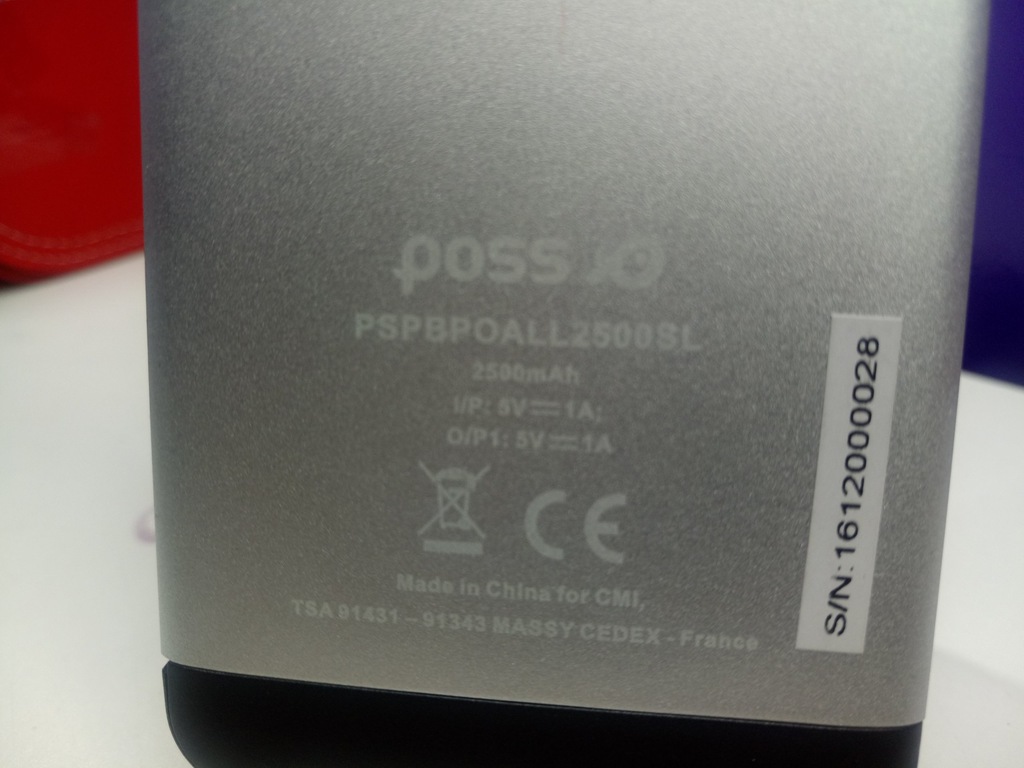 poss
PSPBPOALL2500SL
2500mAh
I/P: 5V⎓1A;
O/P1: 5V⎓1A
CE
Made in China for CMI,
TSA 91431 – 91343 MASSY CEDEX - France
S/N:1612000028